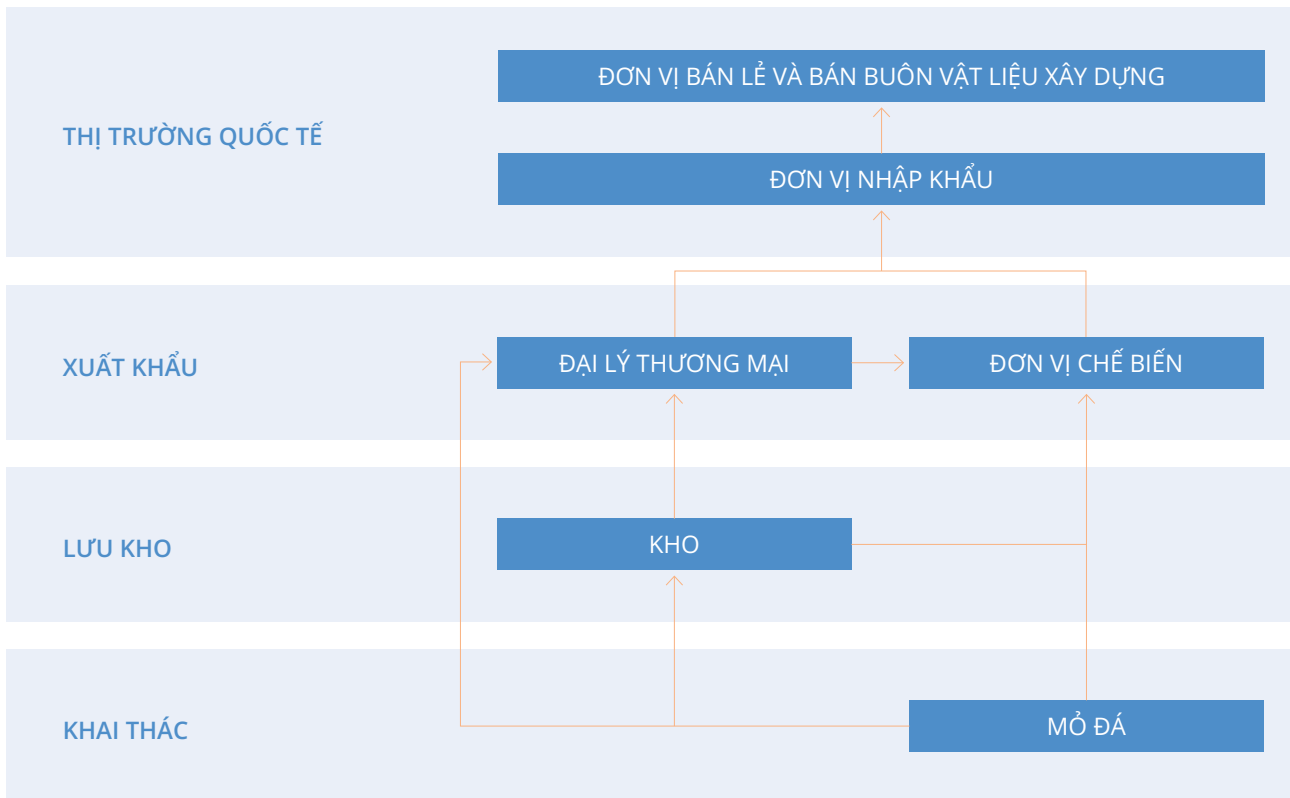 THỊ TRƯỜNG QUỐC TẾ
ĐƠN VỊ BÁN LẺ VÀ BÁN BUÔN VẬT LIỆU XÂY DỰNG
ĐƠN VỊ NHẬP KHẨU
XUẤT KHẨU
ĐẠI LÝ THƯƠNG MẠI
ĐƠN VỊ CHẾ BIẾN
LƯU KHO
KHO
KHAI THÁC
MỎ ĐÁ